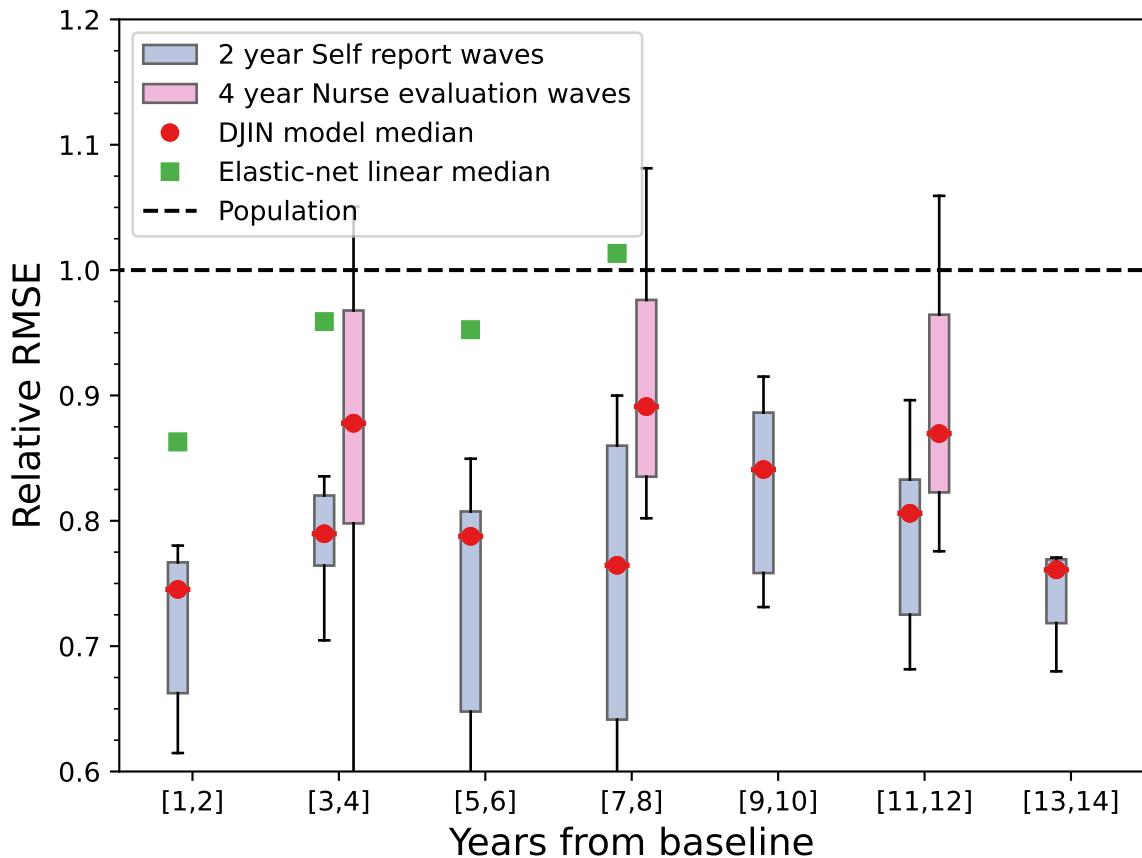 1.2
1.1
1.0
0.9
0.8
0.7
0.6
Relative RMSE
2 year Self report waves
4 year Nurse evaluation waves
DJIN model median
Elastic-net linear median
Population
[1,2] [3,4] [5,6] [7,8] [9,10] [11,12] [13,14]
Years from baseline